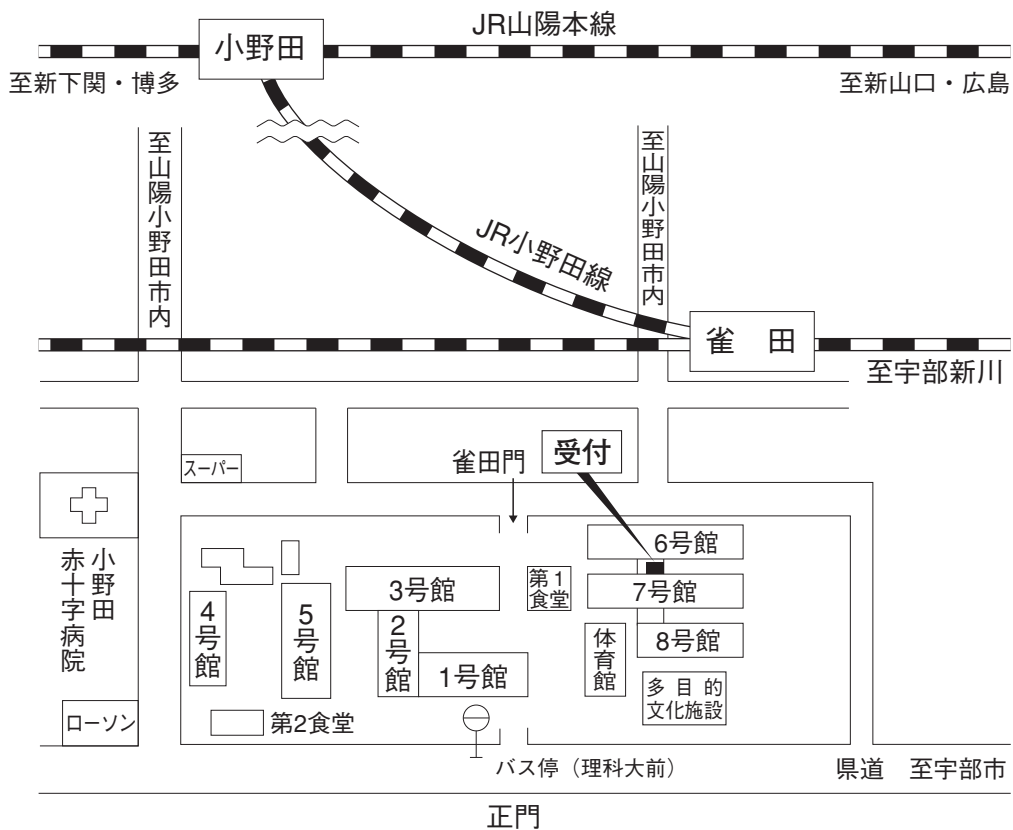 JR山陽本線
小野田
至新下関・博多
至新山口・広島
至山陽小野田市内
至山陽小野田市内
JR小野田線
雀　田
至宇部新川
スーパー
雀田門
受付
6号館
3号館
第1
食堂
7号館
4号館
5号館
2号館
体育館
8号館
1号館
小野田
赤十字病院
多目的
文化施設
ローソン
第2食堂
バス停（理科大前）
県道　至宇部市
正門